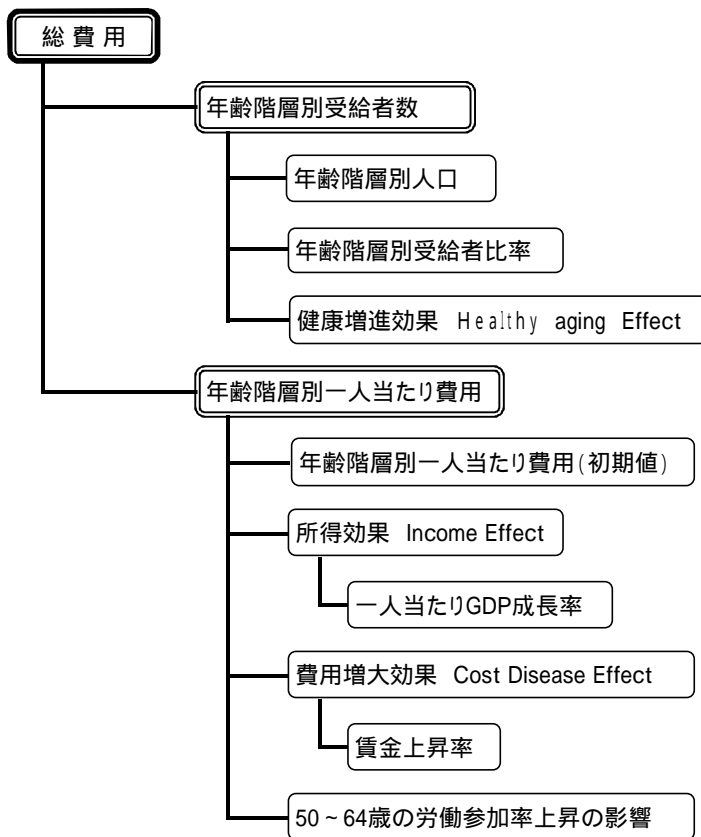 総費用
年齢階層別受給者数
年齢階層別人口
年齢階層別受給者比率
健康増進効果 Healthy aging Effect
年齢階層別一人当たり費用
年齢階層別一人当たり費用(初期値)
所得効果 Income Effect
一人当たりGDP成長率
費用増大効果 Cost Disease Effect
賃金上昇率
50~64歳の労働参加率上昇の影響